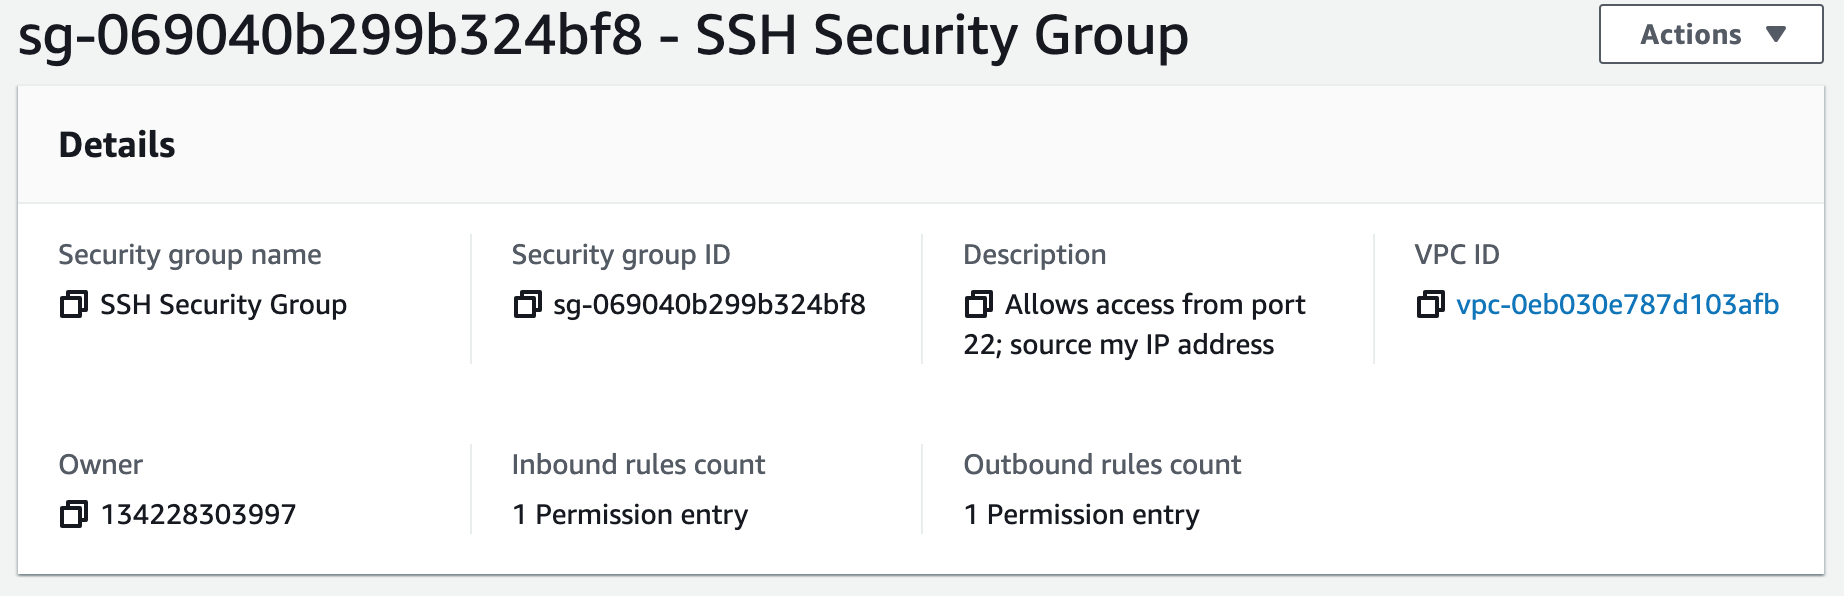 sg-069040b299b324bf8 - SSH Security Group
Actions
Details
Security group name
SSH Security Group
Security group ID
sg-069040b299b324bf8
Description
Allows access from port
22; source my IP address
VPC ID
vpc-0eb030e787d103afb
Owner
134228303997
Inbound rules count
1 Permission entry
Outbound rules count
1 Permission entry